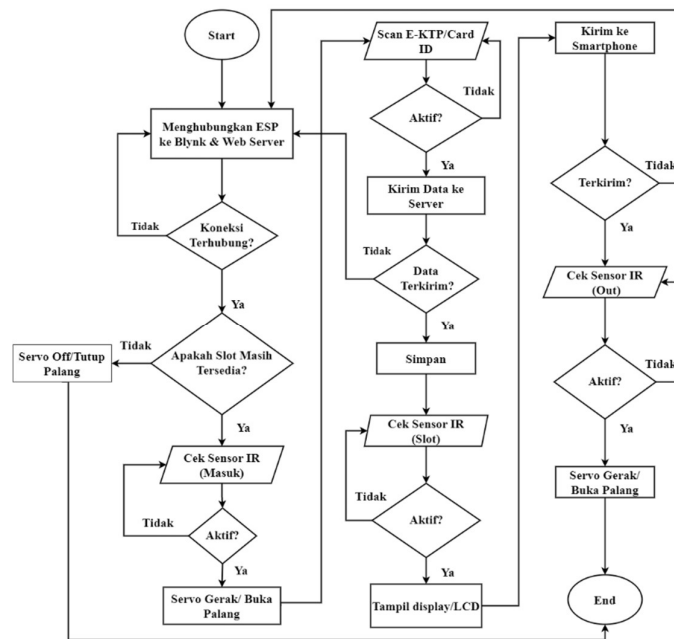 Start
Menghubungkan ESP
ke Blynk & Web Server
Tidak
Koneksi
Terhubung?
Ya
Tidak
Servo Off/Tutup
Palang
Apakah Slot Masih
Tersedia?
Ya
Cek Sensor IR
(Masuk)
Tidak
Aktif?
Ya
Servo Gerak/ Buka
Palang
Scan E-KTP/Card
ID
Tidak
Aktif?
Ya
Kirim Data ke
Server
Tidak
Data
Terkirim?
Ya
Simpan
Cek Sensor IR
(Slot)
Tidak
Aktif?
Ya
Tampil display/LCD
Kirim ke
Smartphone
Tidak
Terkirim?
Ya
Cek Sensor IR
(Out)
Tidak
Aktif?
Ya
Servo Gerak/
Buka Palang
End